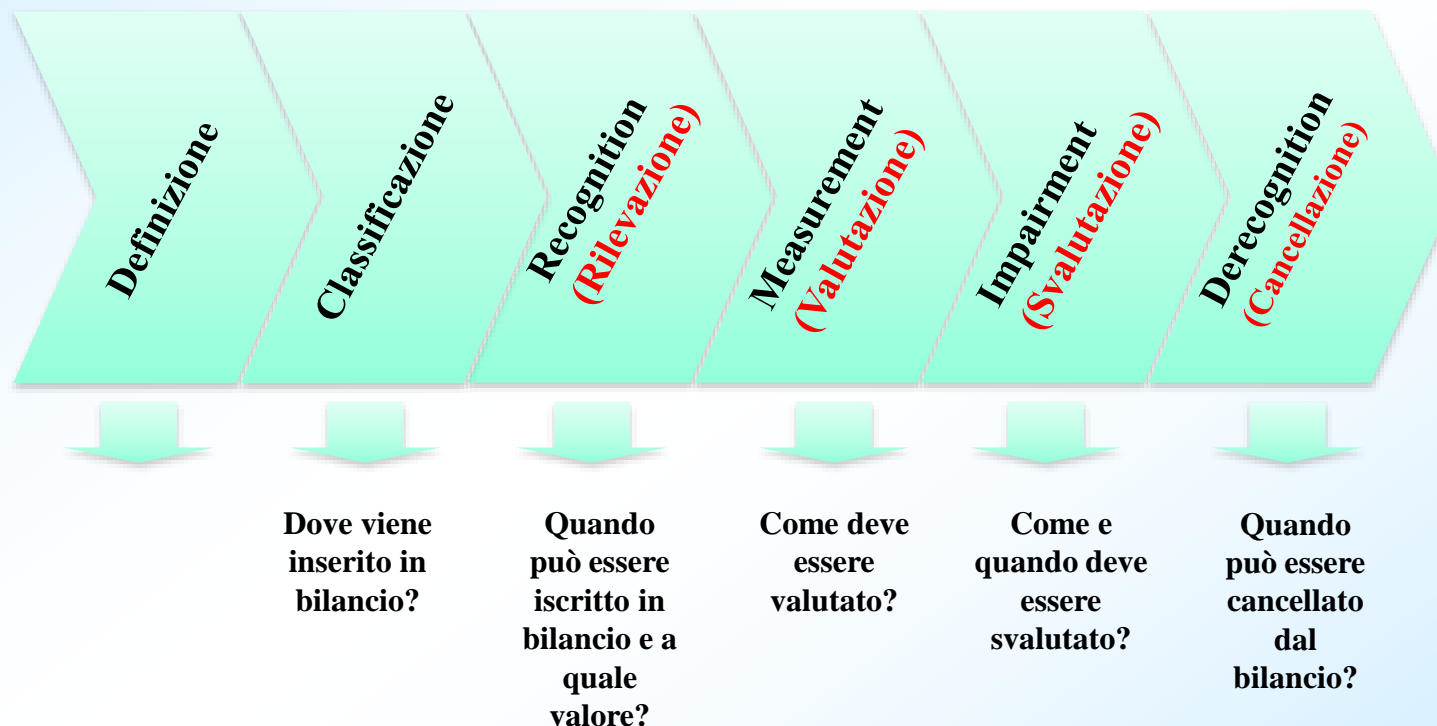 Definizione
Classificazione
Recognition
(Rilevazione)
Measurement
(Valutazione)
Impairment
(Svalutazione)
Derecognition
(Cancellazione)
Dove viene
inserito in
bilancio?
Quando
può essere
iscritto in
bilancio e a
quale
valore?
Come deve
essere
valutato?
Come e
quando deve
essere
svalutato?
Quando
può essere
cancellato
dal
bilancio?